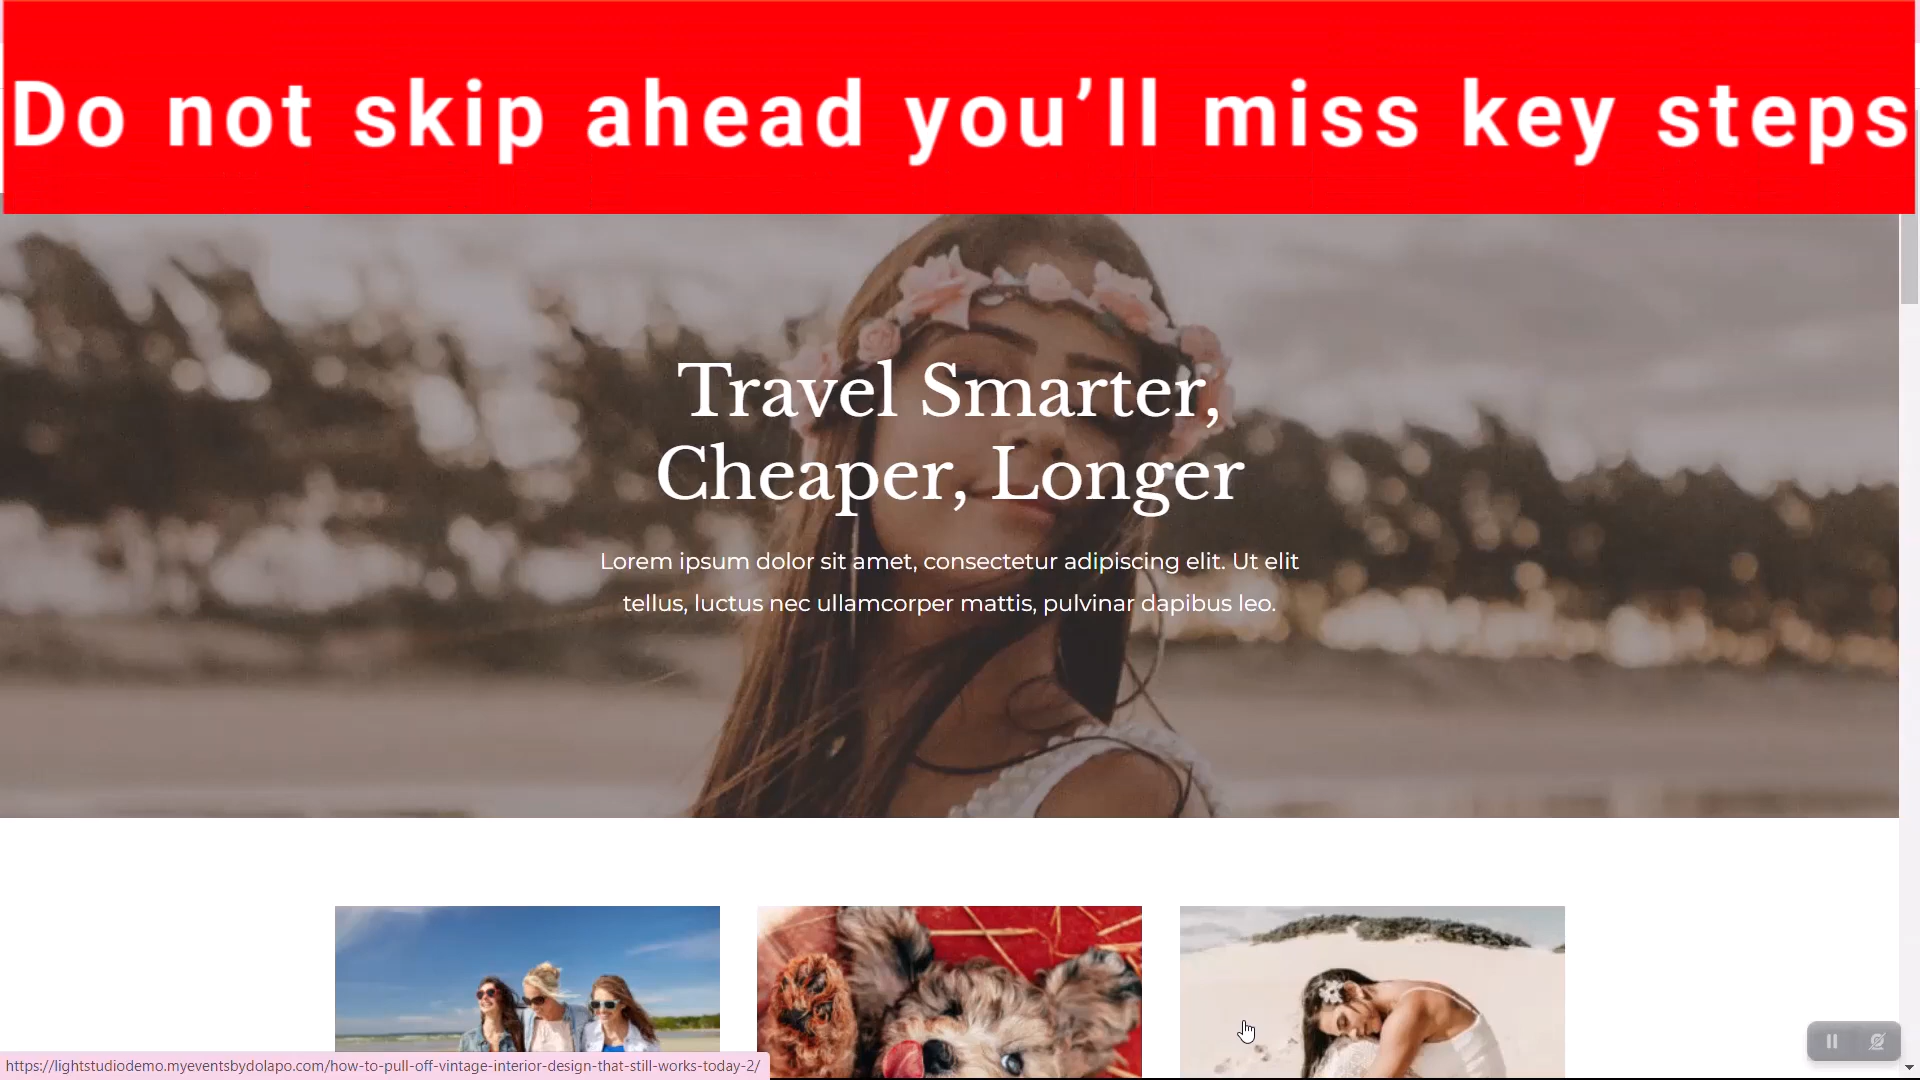 Do not skip ahead you’ll miss key steps
Travel Smarter,
Cheaper, Longer
Lorem ipsum dolor sit amet, consectetur adipiscing elit. Ut elit
tellus, luctus nec ullamcorper mattis, pulvinar dapibus leo.
https://lightstudiodemo.myeventsbydolapo.com/how-to-pull-off-vintage-interior-design-that-still-works-today-2/